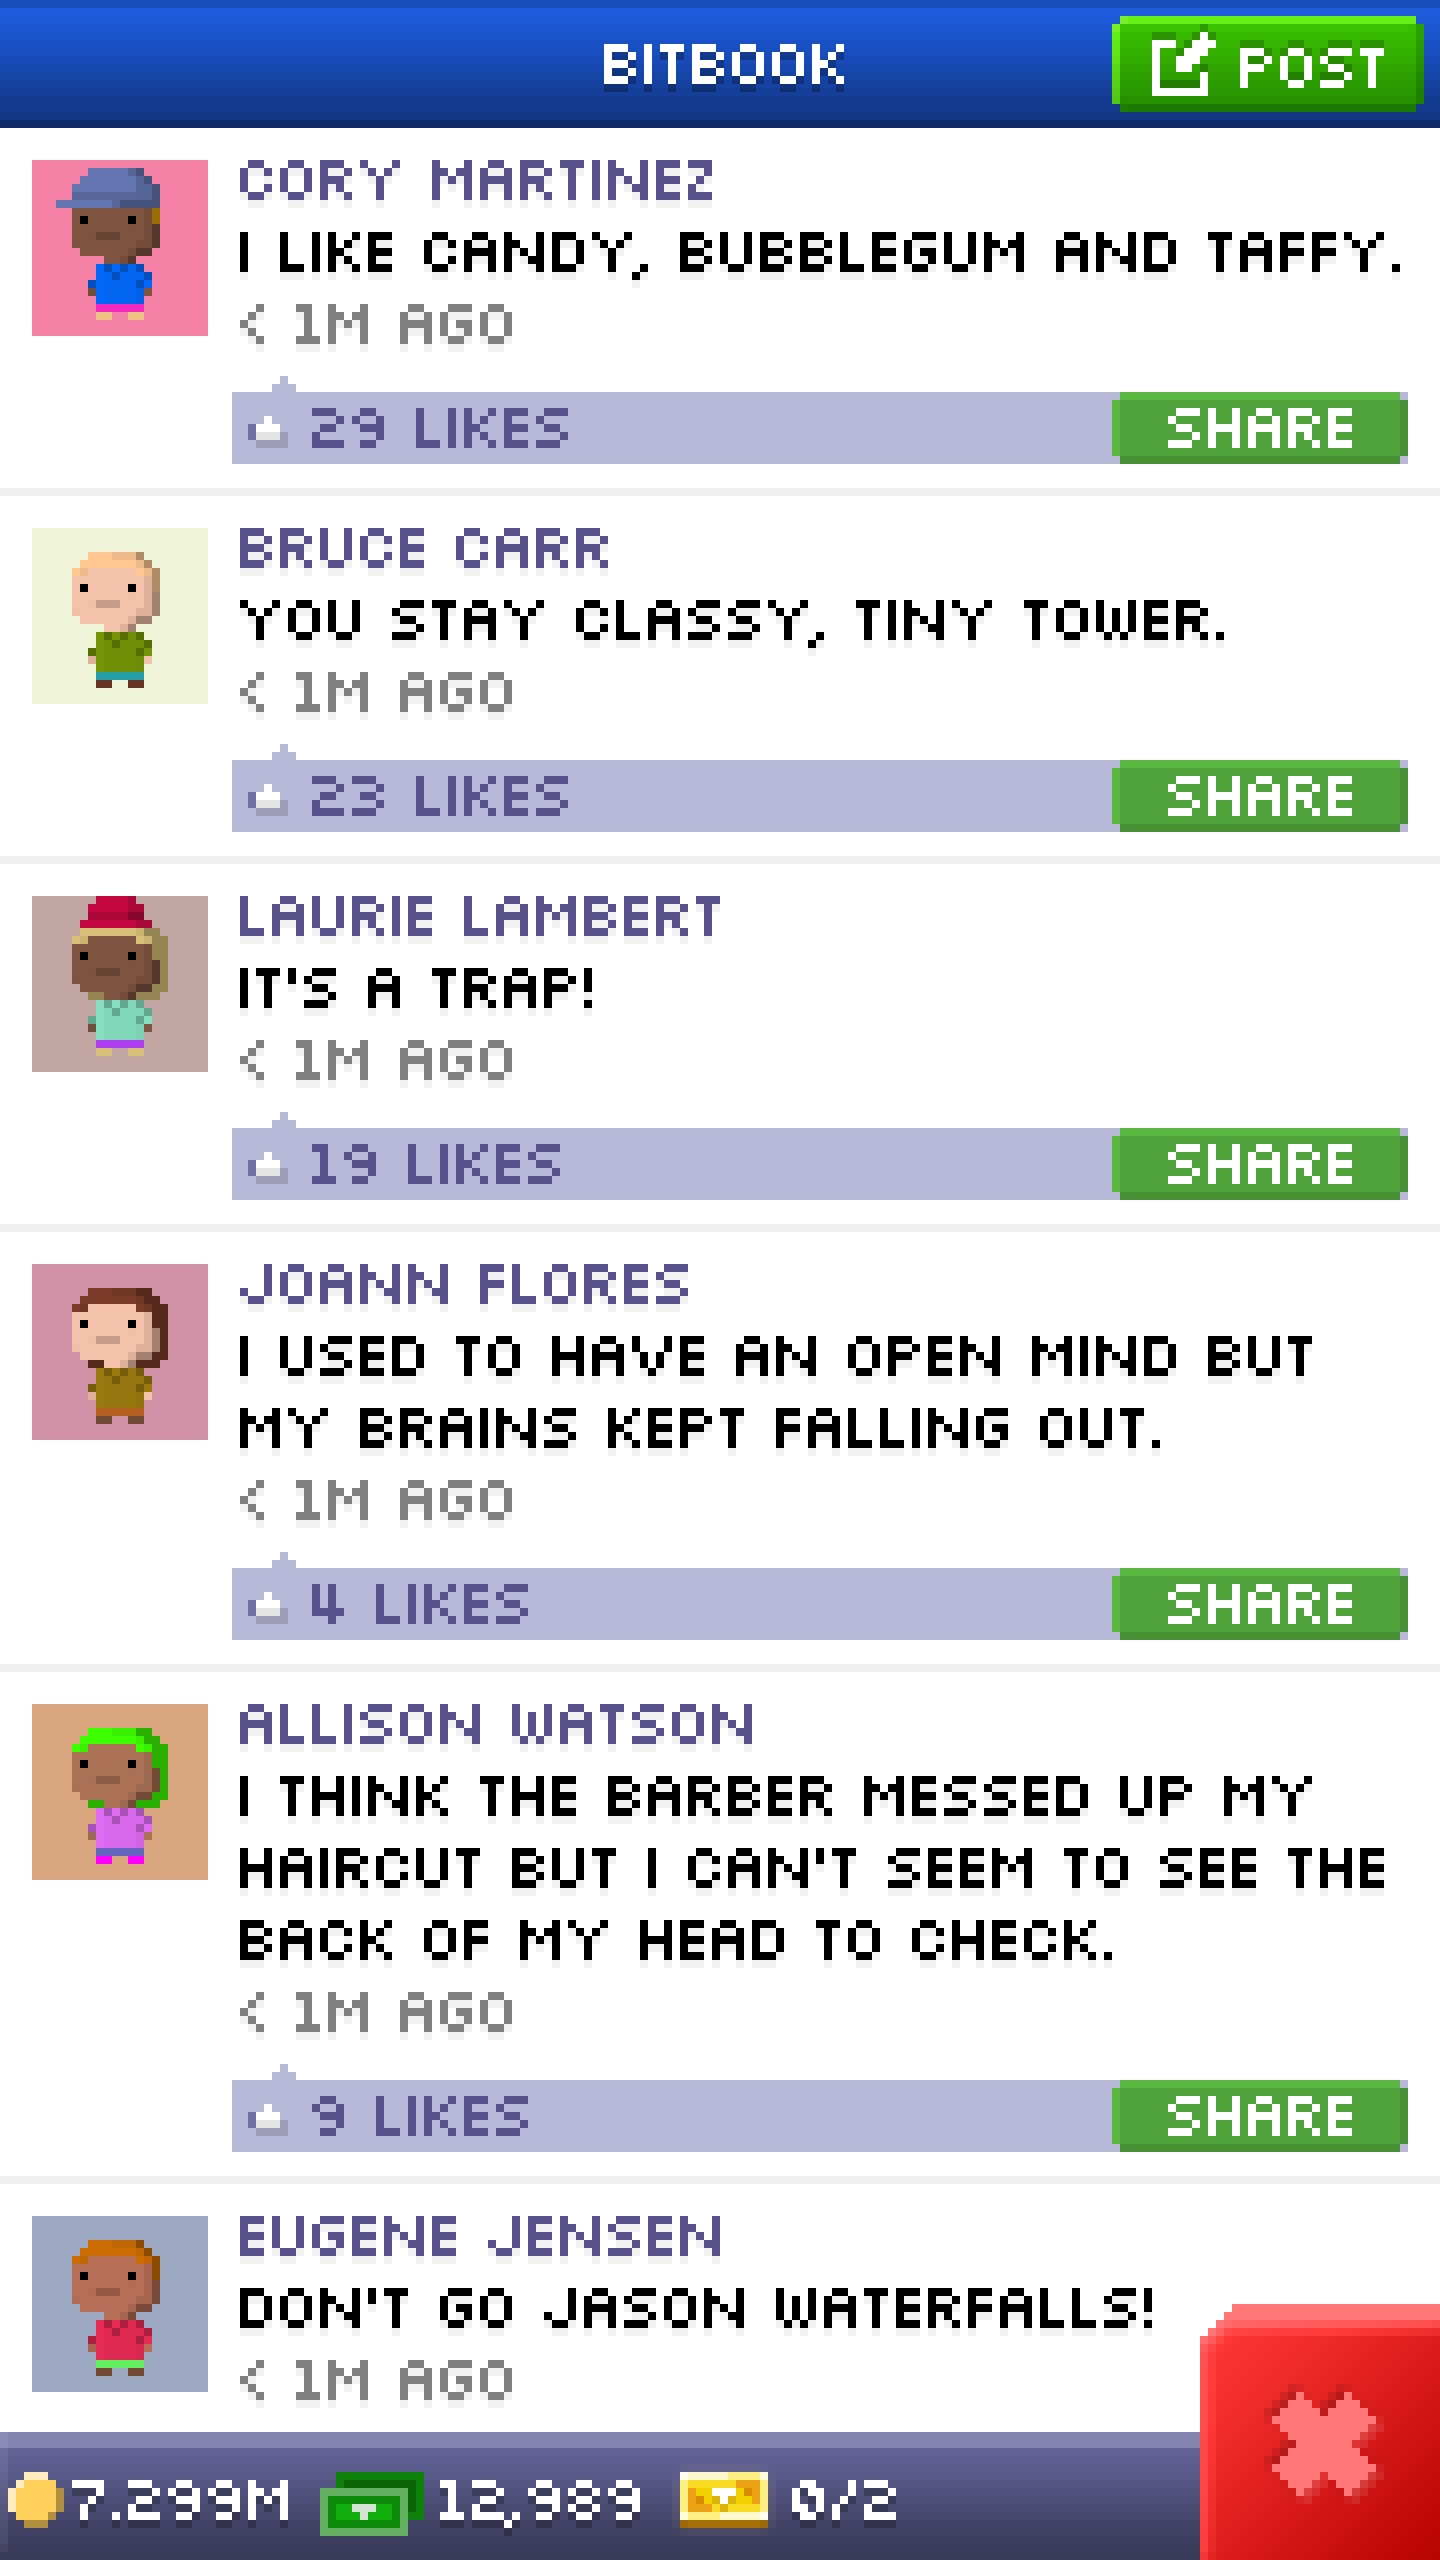 BITBOOK
POST
CORY MARTINEZ
I LIKE CANDY, BUBBLEGUM AND TAFFY.
< 1M AGO
29 LIKES
SHARE
BRUCE CARR
YOU STAY CLASSY, TINY TOWER.
< 1M AGO
23 LIKES
SHARE
LAURIE LAMBERT
IT'S A TRAP!
< 1M AGO
19 LIKES
SHARE
JOANN FLORES
I USED TO HAVE AN OPEN MIND BUT
MY BRAINS KEPT FALLING OUT.
< 1M AGO
4 LIKES
SHARE
ALLISON WATSON
I THINK THE BARBER MESSED UP MY
HAIRCUT BUT I CAN'T SEEM TO SEE THE
BACK OF MY HEAD TO CHECK.
< 1M AGO
9 LIKES
SHARE
EUGENE JENSEN
DON'T GO JASON WATERFALLS!
< 1M AGO
7.299M 12,989 0/2